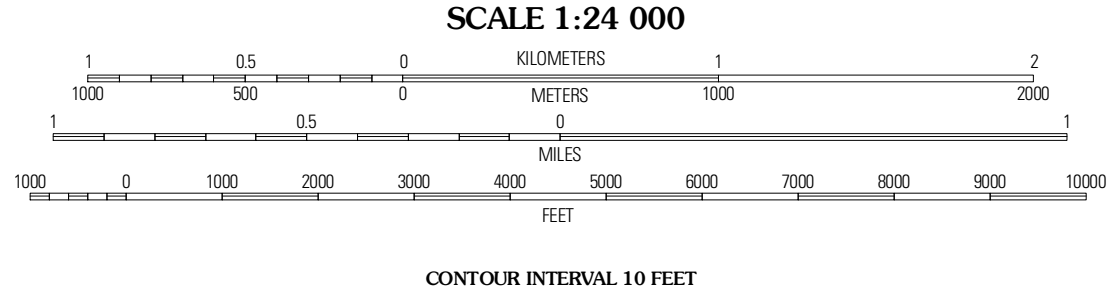 SCALE 1:24 000
1 0.5 0 KILOMETERS 1 2
1000 500 0 METERS 1000 2000
1 0.5 0 1
MILES
1000 0 1000 2000 3000 4000 5000 6000 7000 8000 9000 10000
FEET
CONTOUR INTERVAL 10 FEET